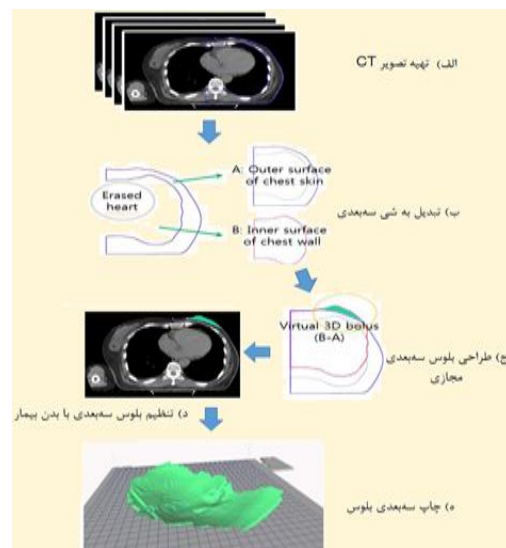 الف) تهیه تصویر CT
A: Outer surface
of chest skin
Erased
heart
B: Inner surface
of chest wall
ب) تبدیل به شی سه‌بعدی
Virtual 3D bolus
(B-A)
ج) طراحی بلوس سه‌بعدی
مجازی
د) تنظیم بلوس سه‌بعدی با بدن بیمار
ه) چاپ سه‌بعدی بلوس